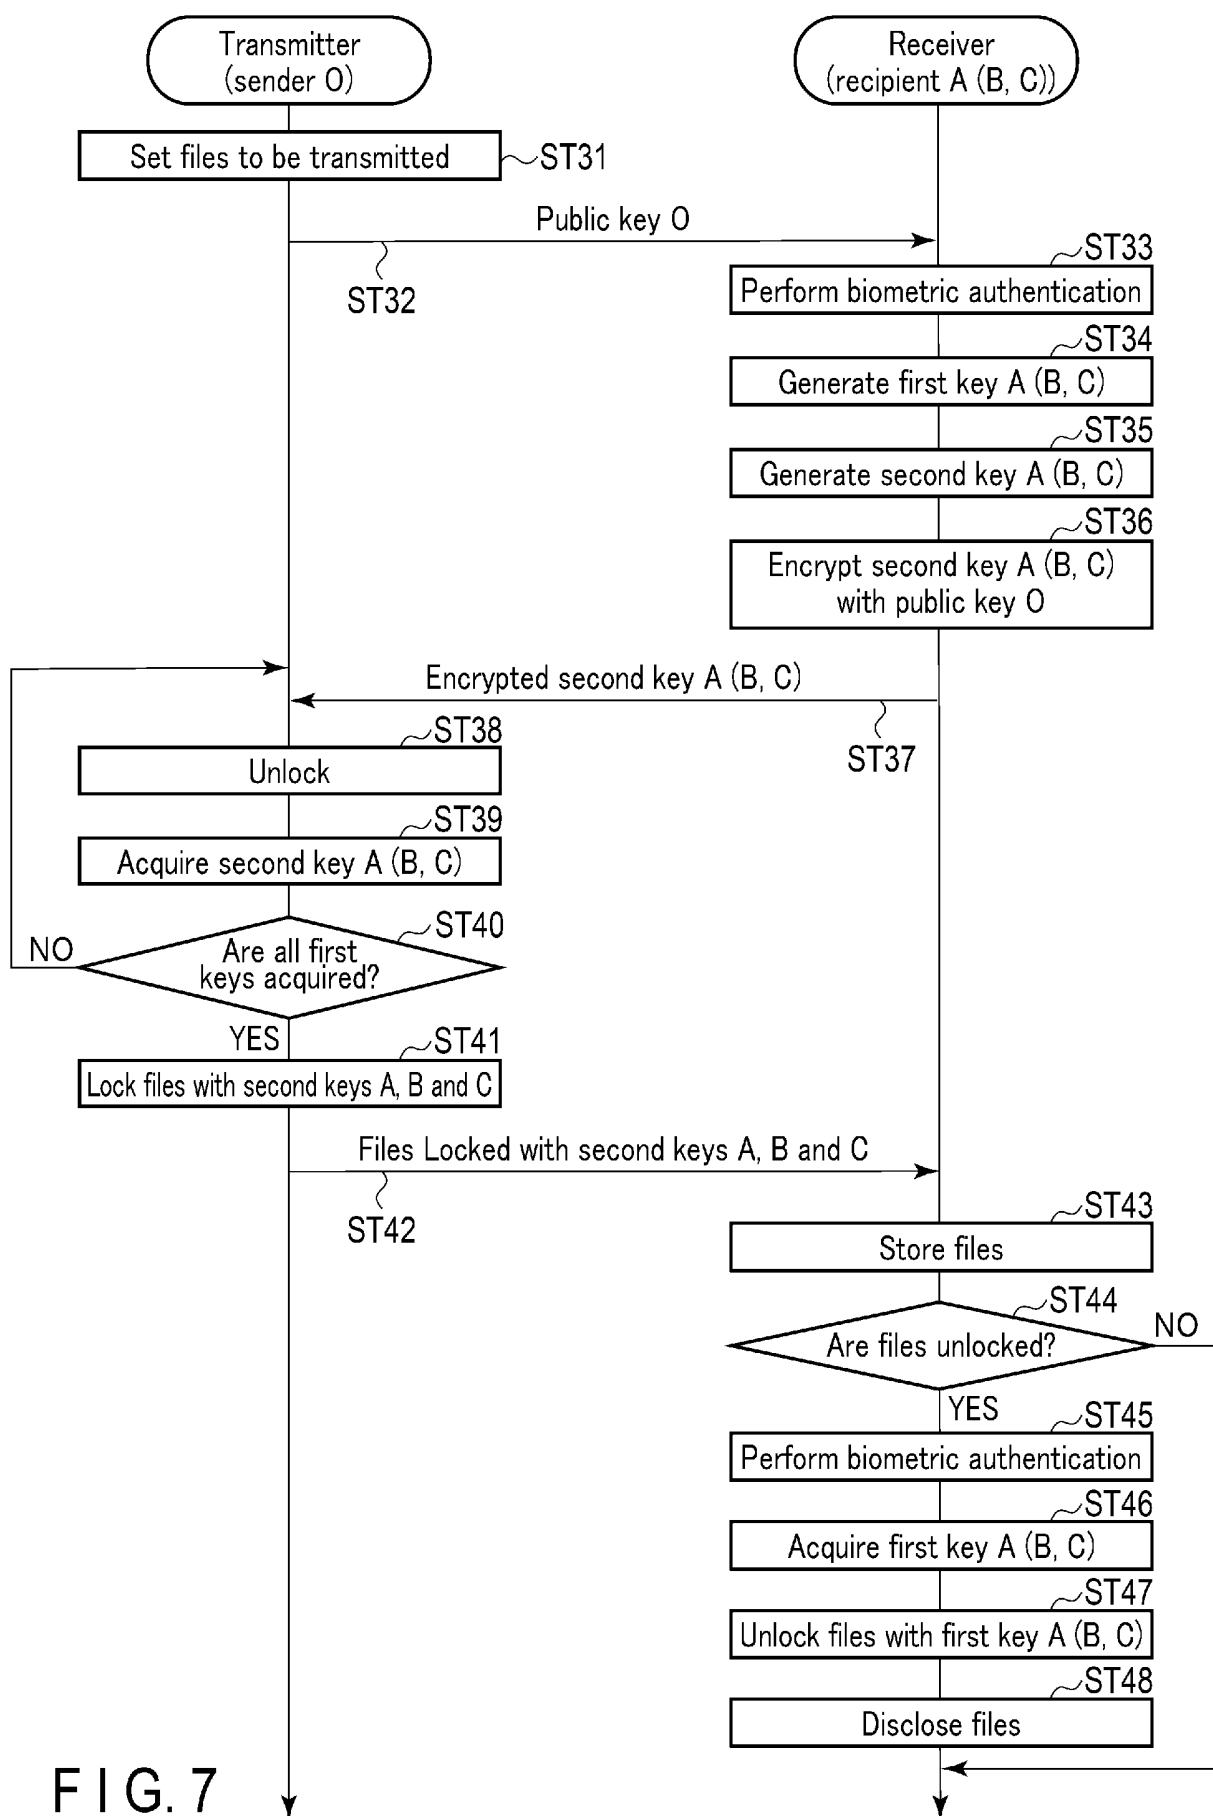 Transmitter
(sender O)
Receiver
(recipient A (B, C))
Set files to be transmitted
ST31
Public key O
ST32
ST33
Perform biometric authentication
ST34
Generate first key A (B, C)
ST35
Generate second key A (B, C)
ST36
Encrypt second key A (B, C)
with public key O
Encrypted second key A (B, C)
ST37
ST38
Unlock
ST39
Acquire second key A (B, C)
ST40
NO
Are all first
keys acquired?
YES
ST41
Lock files with second keys A, B and C
Files Locked with second keys A, B and C
ST42
ST43
Store files
ST44
NO
Are files unlocked?
YES
ST45
Perform biometric authentication
ST46
Acquire first key A (B, C)
ST47
Unlock files with first key A (B, C)
ST48
Disclose files
FIG. 7